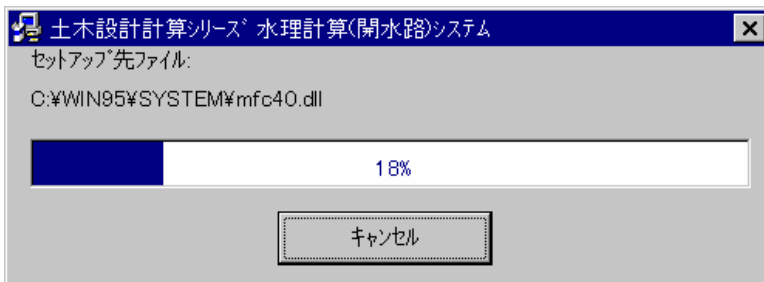 土木設計計算ｼﾘｰｽﾞ 水理計算(開水路)ｼｽﾃﾑ
ｾｯﾄｱｯﾌﾟ先ﾌｧｲﾙ:
C:¥WIN95¥SYSTEM¥mfc40.dll
18%
ｷｬﾝｾﾙ